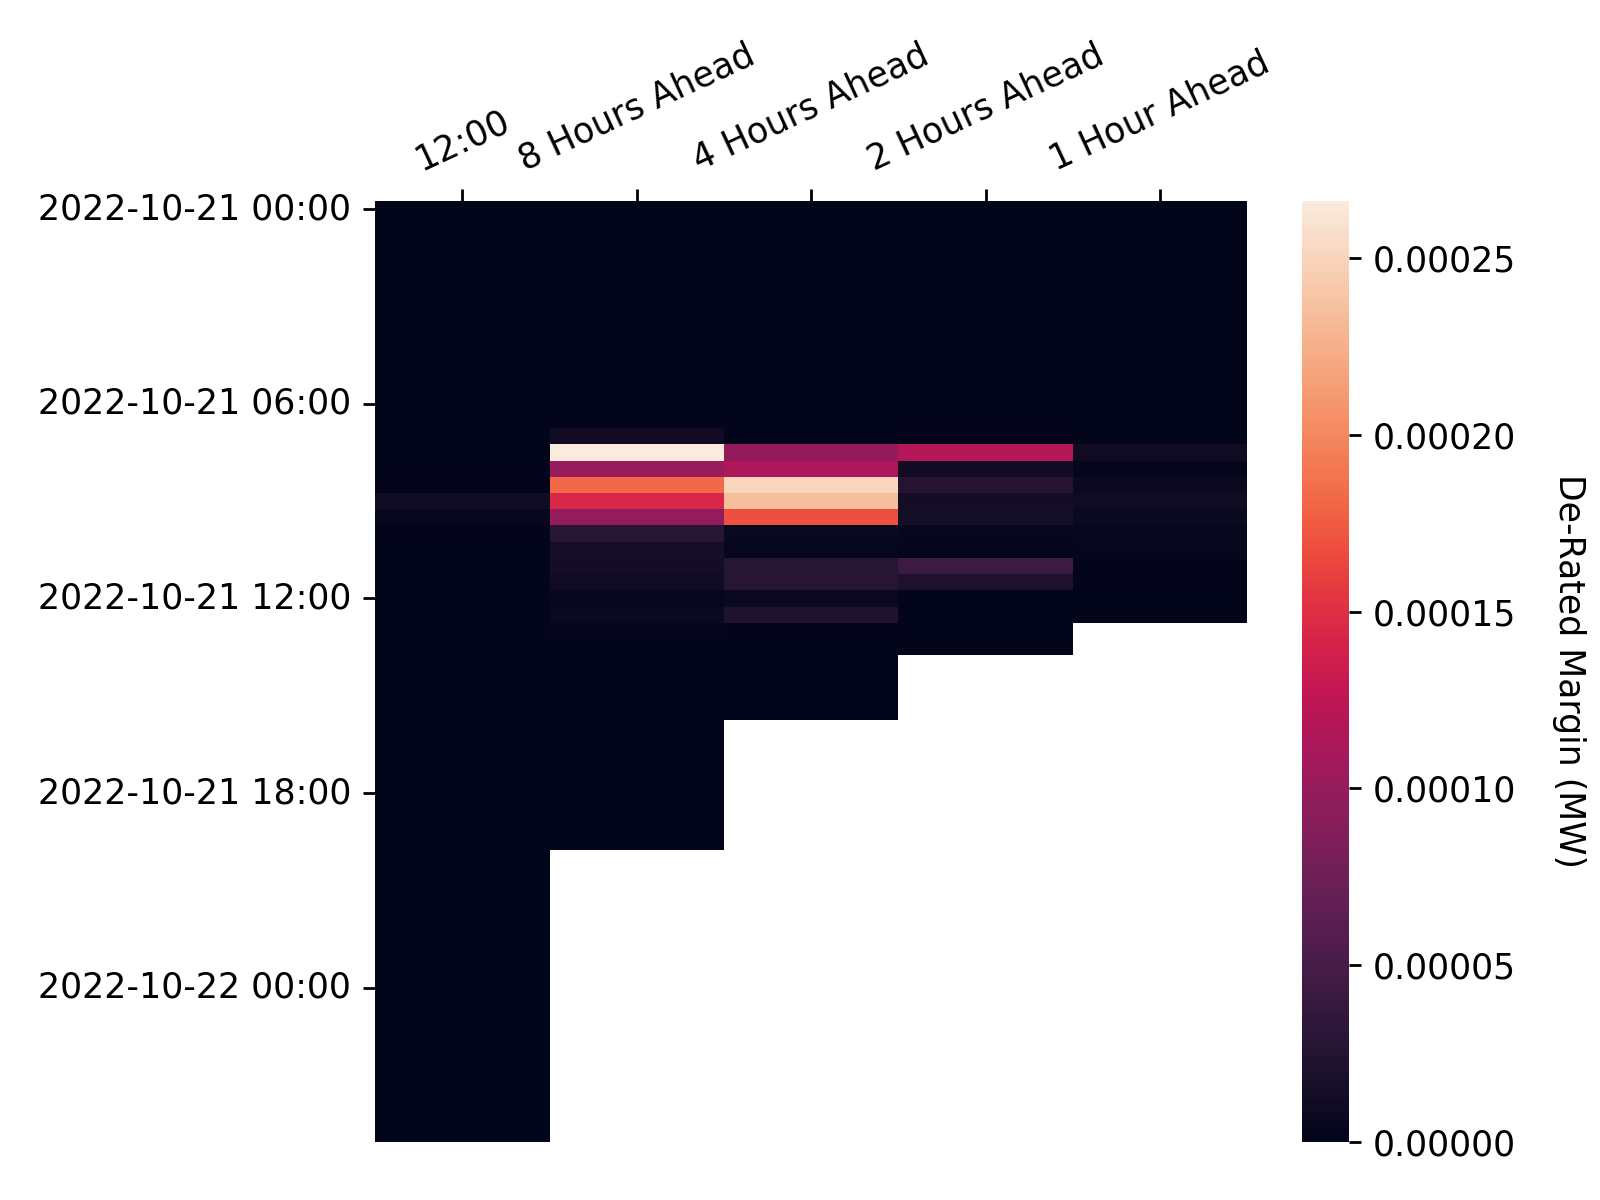 12:00
8 Hours Ahead
4 Hours Ahead
2 Hours Ahead
1 Hour Ahead
2022-10-21 00:00
2022-10-21 06:00
2022-10-21 12:00
2022-10-21 18:00
2022-10-22 00:00
0.00025
0.00020
0.00015
0.00010
0.00005
0.00000
De-Rated Margin (MW)